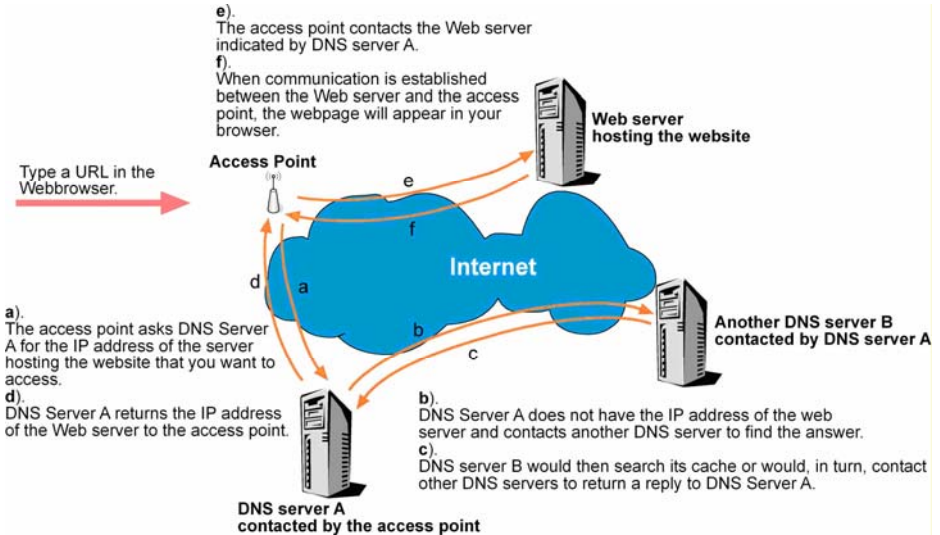 e).
The access point contacts the Web server
indicated by DNS server A.
f).
When communication is established
between the Web server and the access
point, the webpage will appear in your
browser.
Web server
hosting the website
Access Point
Type a URL in the
Webbrowser.
e
f
Internet
d
a
b
c
Another DNS server B
contacted by DNS server A
a).
The access point asks DNS Server
A for the IP address of the server
hosting the website that you want to
access.
d).
DNS Server A returns the IP address
of the Web server to the access point.
b).
DNS Server A does not have the IP address of the web
server and contacts another DNS server to find the answer.
c).
DNS server B would then search its cache or would, in turn, contact
other DNS servers to return a reply to DNS Server A.
DNS server A
contacted by the access point